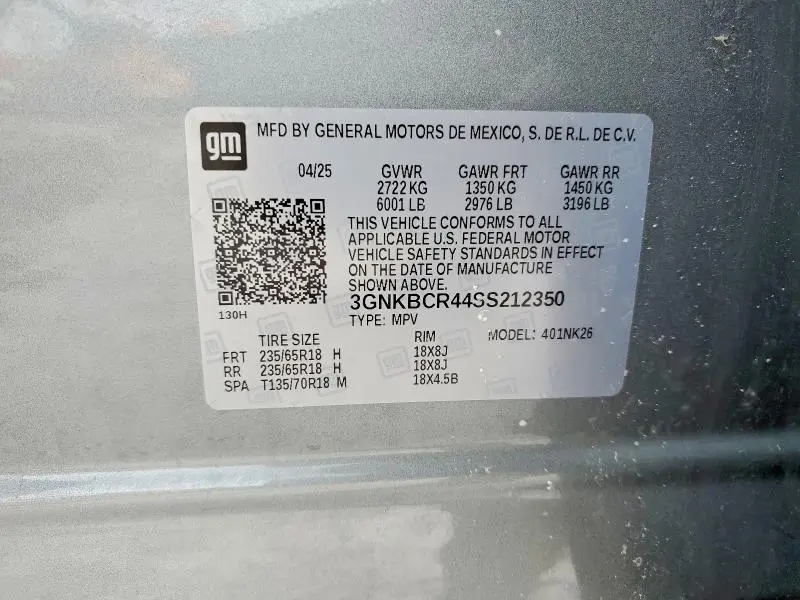 gm MFD BY GENERAL MOTORS DE MEXICO, S. DE R.L. DE C.V.
04/25 GVWR GAWR FRT GAWR RR
2722 KG 1350 KG 1450 KG
6001 LB 2976 LB 3196 LB
THIS VEHICLE CONFORMS TO ALL
APPLICABLE U.S. FEDERAL MOTOR
VEHICLE SAFETY STANDARDS IN EFFECT
ON THE DATE OF MANUFACTURE
SHOWN ABOVE.
3GNKBCR44SS212350
130H
TYPE: MPV MODEL: 401NK26
TIRE SIZE RIM
FRT 235/65R18 H 18X8J
RR 235/65R18 H 18X8J
SPA T135/70R18 M 18X4.5B